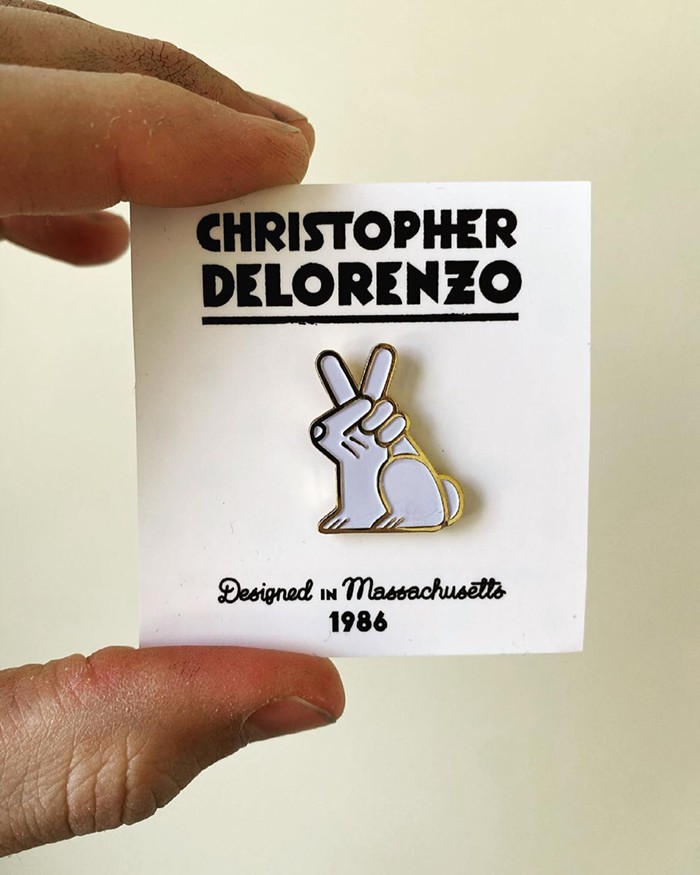 CHRISTOPHER
DELORENZO
Designed IN Massachusetts
1986